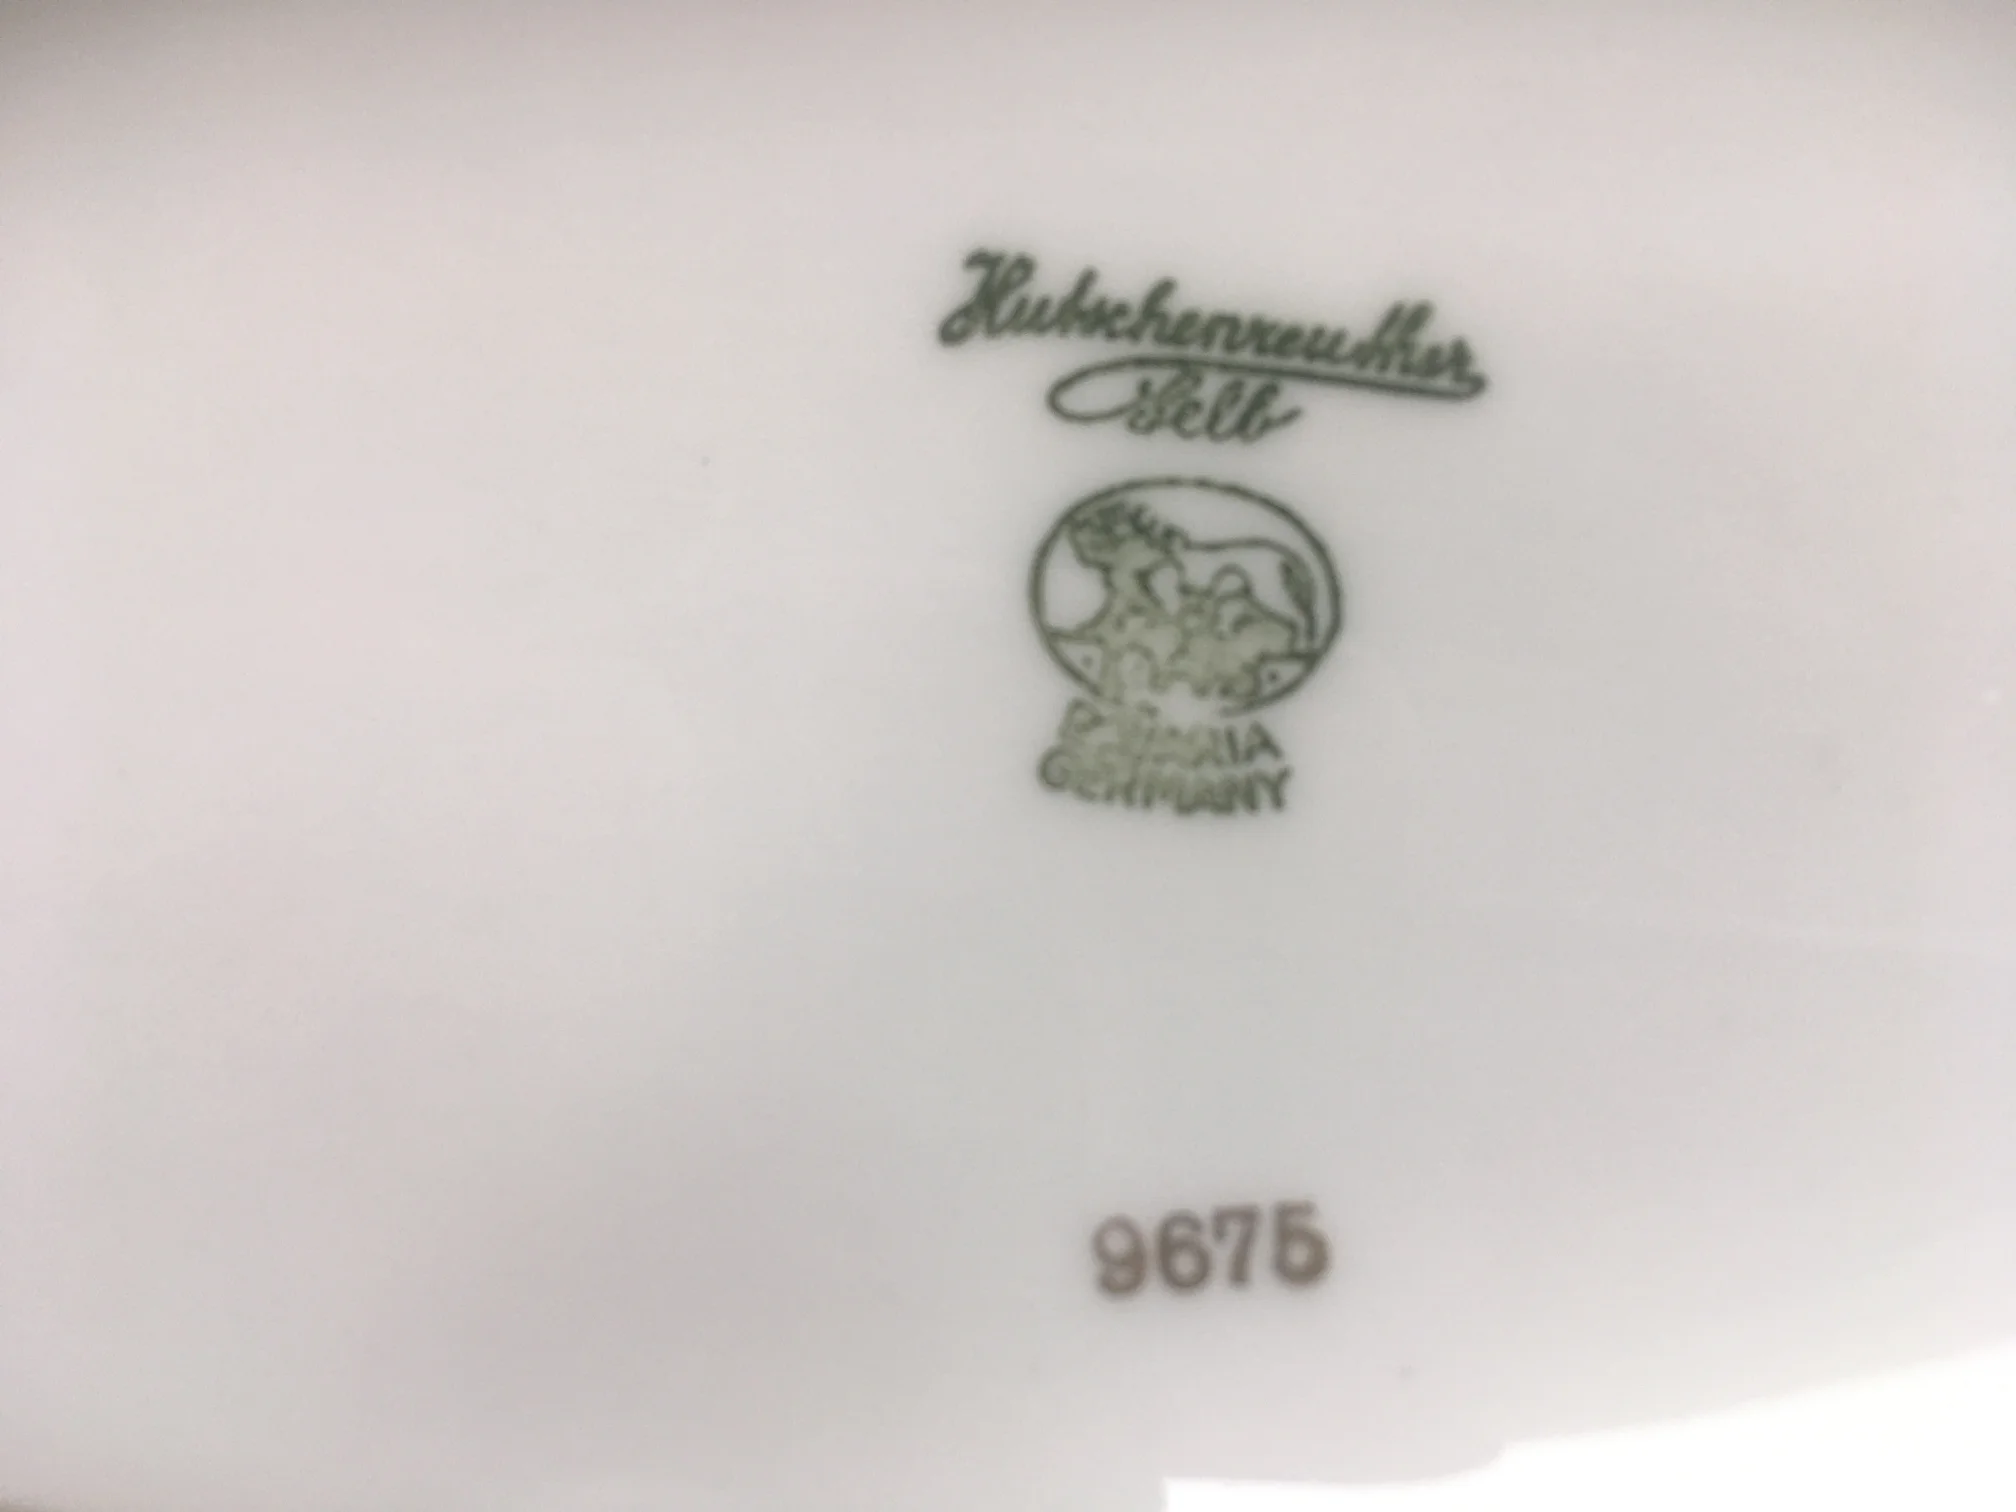 Hutschenreuther
Selb
BAVARIA
GERMANY
9675